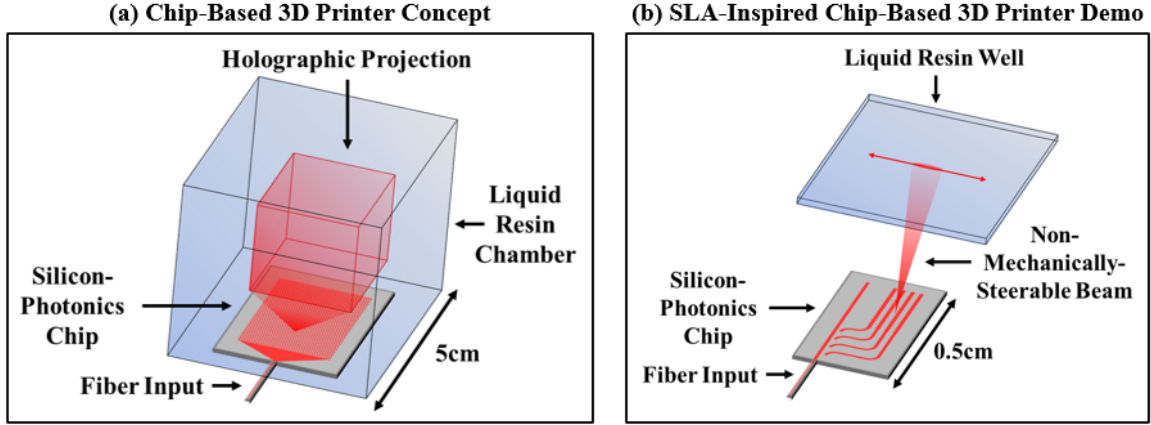 (a) Chip-Based 3D Printer Concept
Holographic Projection
Liquid
Resin
Chamber
Silicon-
Photonics
Chip
5cm
Fiber Input
(b) SLA-Inspired Chip-Based 3D Printer Demo
Liquid Resin Well
Non-
Mechanically-
Steerable Beam
Silicon-
Photonics
Chip
0.5cm
Fiber Input